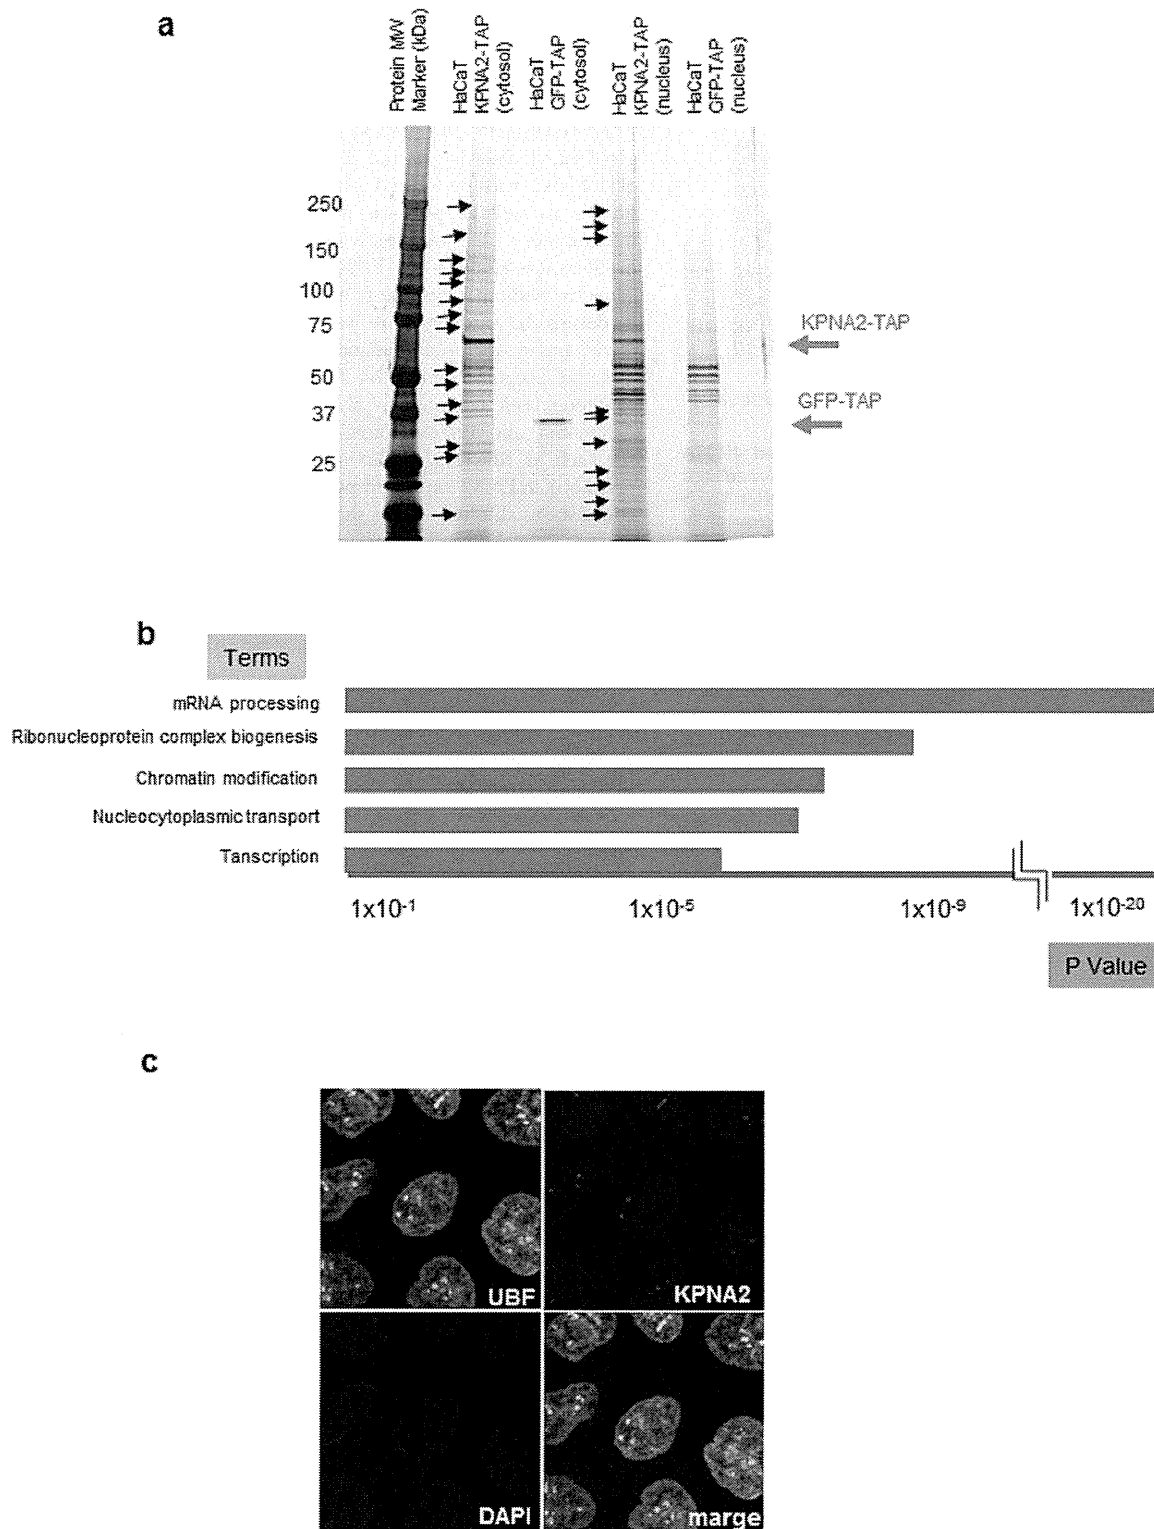 a
Protein MW
Marker (kDa)
HaCaT
KPNA2-TAP
(cytosol)
HaCaT
GFP-TAP
(cytosol)
HaCaT
KPNA2-TAP
(nucleus)
HaCaT
GFP-TAP
(nucleus)
250
150
100
75
50
37
25
KPNA2-TAP
GFP-TAP
b
Terms
mRNA processing
Ribonucleoprotein complex biogenesis
Chromatin modification
Nucleocytoplasmic transport
Tanscription
1x10-1 1x10-5 1x10-9 1x10-20
P Value
c
UBF
KPNA2
DAPI
marge